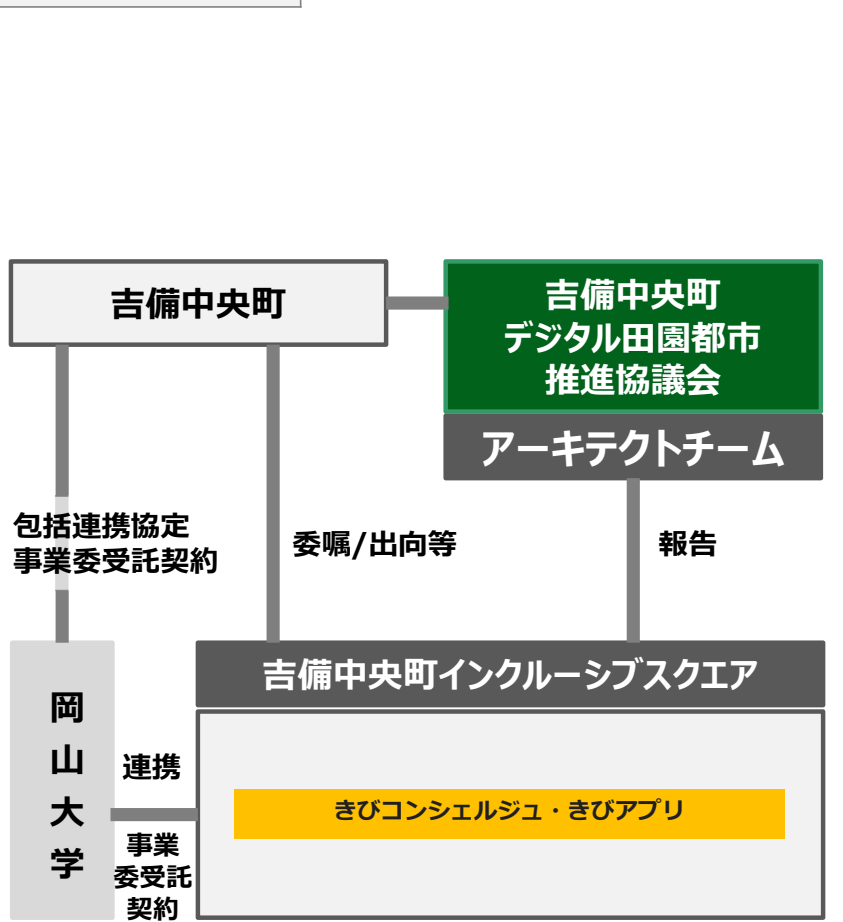 吉備中央町
吉備中央町
デジタル田園都市
推進協議会
アーキテクトチーム
包括連携協定
事業委受託契約
委嘱/出向等
報告
吉備中央町インクルーシブスクエア
岡
山
大
学
連携
事業
委受託
契約
きびコンシェルジュ・きびアプリ